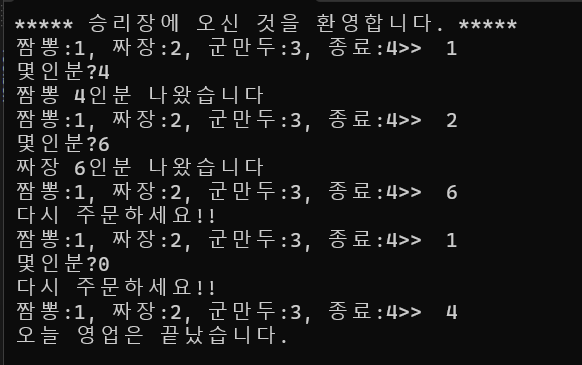 ***** 승리장에 오신 것을 환영합니다. *****
짬뽕:1, 짜장:2, 군만두:3, 종료:4>>  1
몇인분?4
짬뽕 4인분 나왔습니다
짬뽕:1, 짜장:2, 군만두:3, 종료:4>>  2
몇인분?6
짜장 6인분 나왔습니다
짬뽕:1, 짜장:2, 군만두:3, 종료:4>>  6
다시 주문하세요!!
짬뽕:1, 짜장:2, 군만두:3, 종료:4>>  1
몇인분?0
다시 주문하세요!!
짬뽕:1, 짜장:2, 군만두:3, 종료:4>>  4
오늘 영업은 끝났습니다.